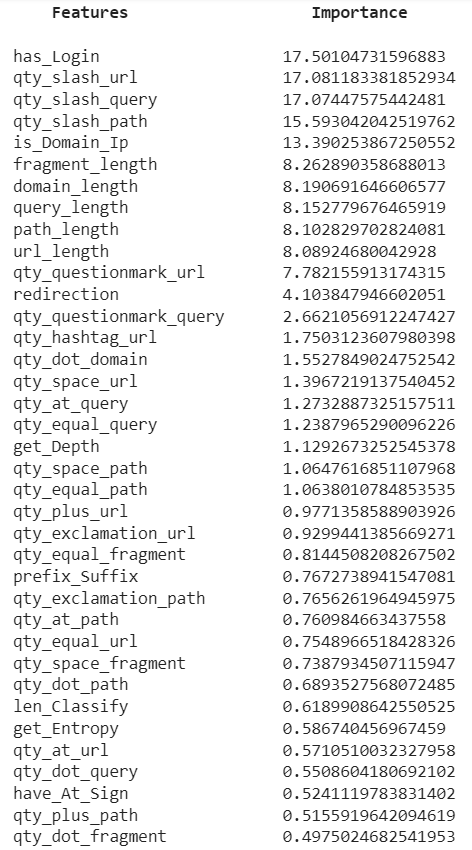 Features Importance
has_Login 17.50104731596883
qty_slash_url 17.081183381852934
qty_slash_query 17.07447575442481
qty_slash_path 15.593042042519762
is_Domain_Ip 13.390253867250552
fragment_length 8.262890358688013
domain_length 8.190691646606577
query_length 8.152779676465919
path_length 8.102829702824081
url_length 8.08924680042928
qty_questionmark_url 7.782155913174315
redirection 4.103847946602051
qty_questionmark_query 2.6621056912247427
qty_hashtag_url 1.7503123607980398
qty_dot_domain 1.5527849024752542
qty_space_url 1.3967219137540452
qty_at_query 1.2732887325157511
qty_equal_query 1.2387965290096226
get_Depth 1.1292673252545378
qty_space_path 1.0647616851107968
qty_equal_path 1.0638010784853535
qty_plus_url 0.9771358588903926
qty_exclamation_url 0.9299441385669271
qty_equal_fragment 0.8144508208267502
prefix_Suffix 0.7672738941547081
qty_exclamation_path 0.7656261964945975
qty_at_path 0.760984663437558
qty_equal_url 0.7548966518428326
qty_space_fragment 0.7387934507115947
qty_dot_path 0.6893527568072485
len_Classify 0.6189908642550525
get_Entropy 0.586740456967459
qty_at_url 0.5710510032327958
qty_dot_query 0.5508604180692102
have_At_Sign 0.5241119783831402
qty_plus_path 0.5155919642094619
qty_dot_fragment 0.4975024682541953